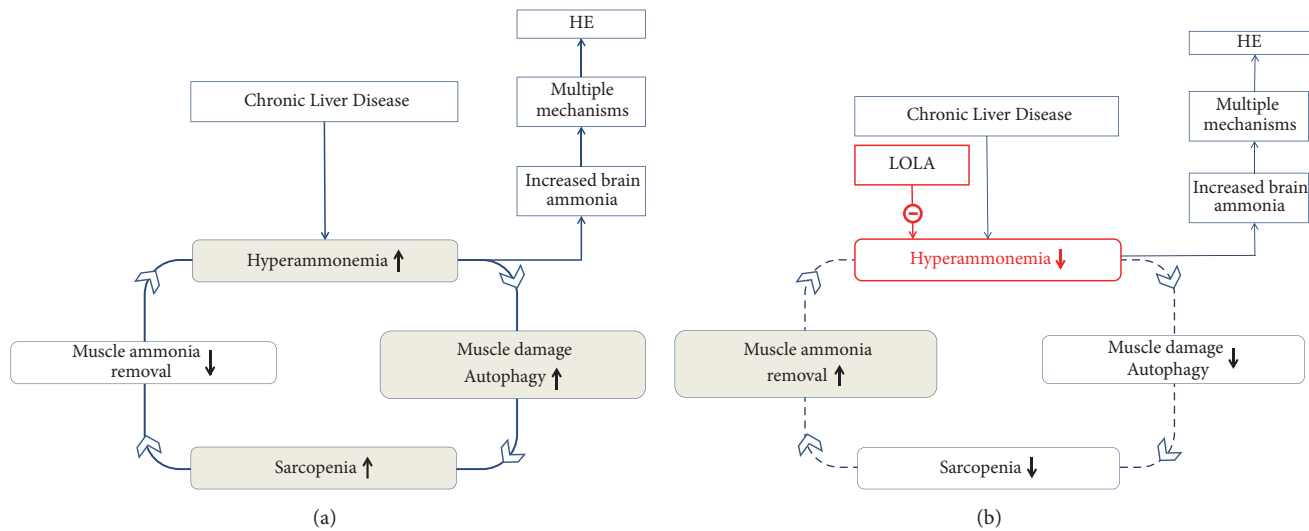 HE
Multiple
mechanisms
Chronic Liver Disease
Increased brain
ammonia
Hyperammonemia ↑
Muscle ammonia
removal ↓
Muscle damage
Autophagy ↑
Sarcopenia ↑
(a)
HE
Multiple
mechanisms
Chronic Liver Disease
LOLA
Increased brain
ammonia
Hyperammonemia ↓
Muscle ammonia
removal ↑
Muscle damage
Autophagy ↓
Sarcopenia ↓
(b)